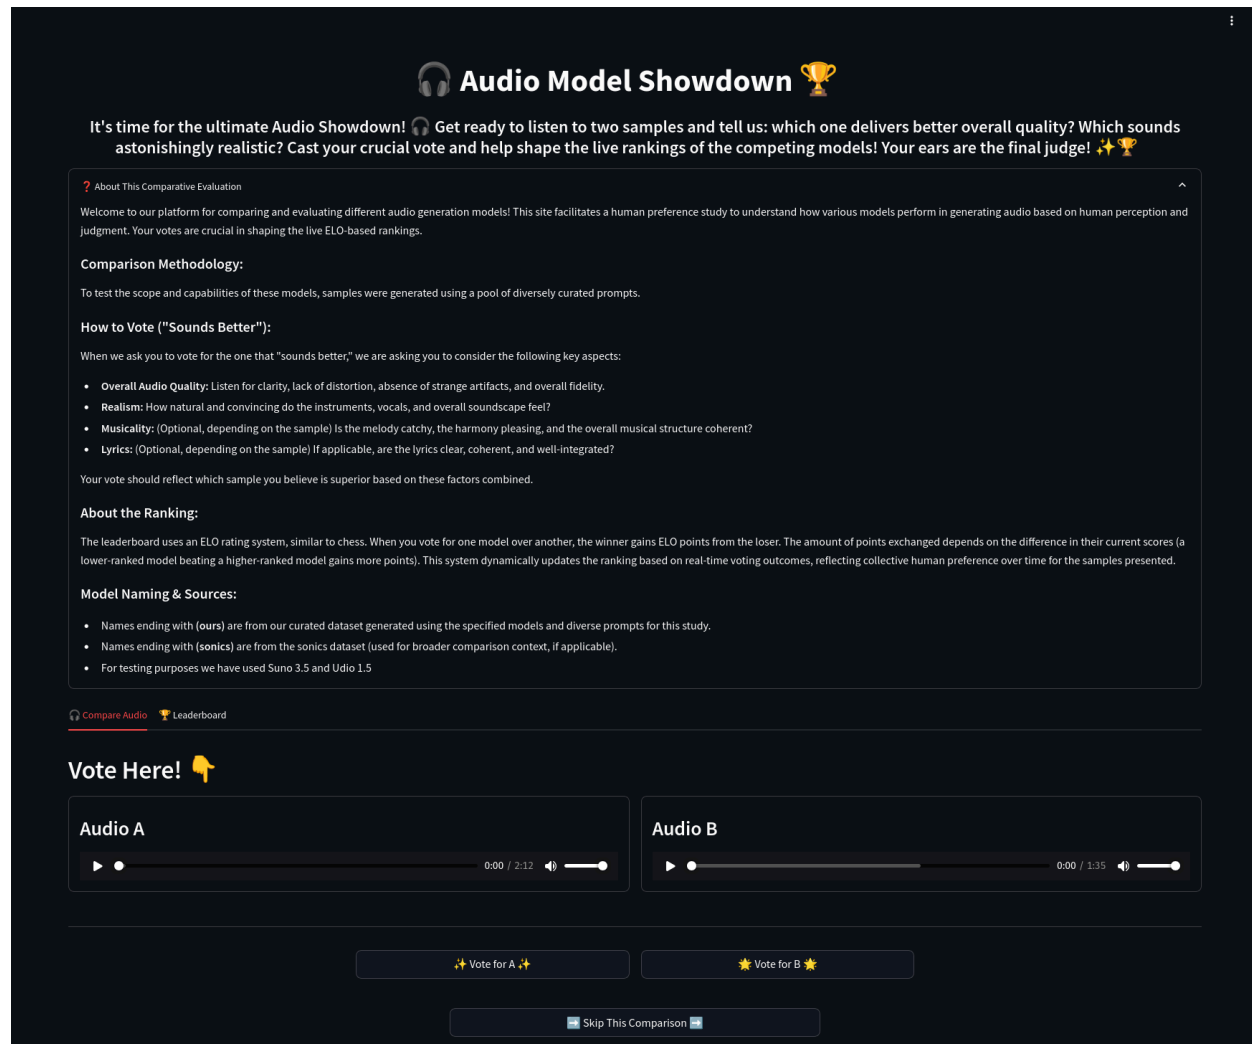 🎧 Audio Model Showdown 🏆
It's time for the ultimate Audio Showdown! 🎧 Get ready to listen to two samples and tell us: which one delivers better overall quality? Which sounds
astonishingly realistic? Cast your crucial vote and help shape the live rankings of the competing models! Your ears are the final judge! ✨🏆
❓ About This Comparative Evaluation
Welcome to our platform for comparing and evaluating different audio generation models! This site facilitates a human preference study to understand how various models perform in generating audio based on human perception and
judgment. Your votes are crucial in shaping the live ELO-based rankings.
Comparison Methodology:
To test the scope and capabilities of these models, samples were generated using a pool of diversely curated prompts.
How to Vote ("Sounds Better"):
When we ask you to vote for the one that "sounds better," we are asking you to consider the following key aspects:
• Overall Audio Quality: Listen for clarity, lack of distortion, absence of strange artifacts, and overall fidelity.
• Realism: How natural and convincing do the instruments, vocals, and overall soundscape feel?
• Musicality: (Optional, depending on the sample) Is the melody catchy, the harmony pleasing, and the overall musical structure coherent?
• Lyrics: (Optional, depending on the sample) If applicable, are the lyrics clear, coherent, and well-integrated?
Your vote should reflect which sample you believe is superior based on these factors combined.
About the Ranking:
The leaderboard uses an ELO rating system, similar to chess. When you vote for one model over another, the winner gains ELO points from the loser. The amount of points exchanged depends on the difference in their current scores (a
lower-ranked model beating a higher-ranked model gains more points). This system dynamically updates the ranking based on real-time voting outcomes, reflecting collective human preference over time for the samples presented.
Model Naming & Sources:
• Names ending with (ours) are from our curated dataset generated using the specified models and diverse prompts for this study.
• Names ending with (sonics) are from the sonics dataset (used for broader comparison context, if applicable).
• For testing purposes we have used Suno 3.5 and Udio 1.5
🎧 Compare Audio 🏆 Leaderboard
Vote Here! 👇
Audio A
0:00 / 2:12
Audio B
0:00 / 1:35
✨ Vote for A ✨
🌟 Vote for B 🌟
➡️ Skip This Comparison ➡️